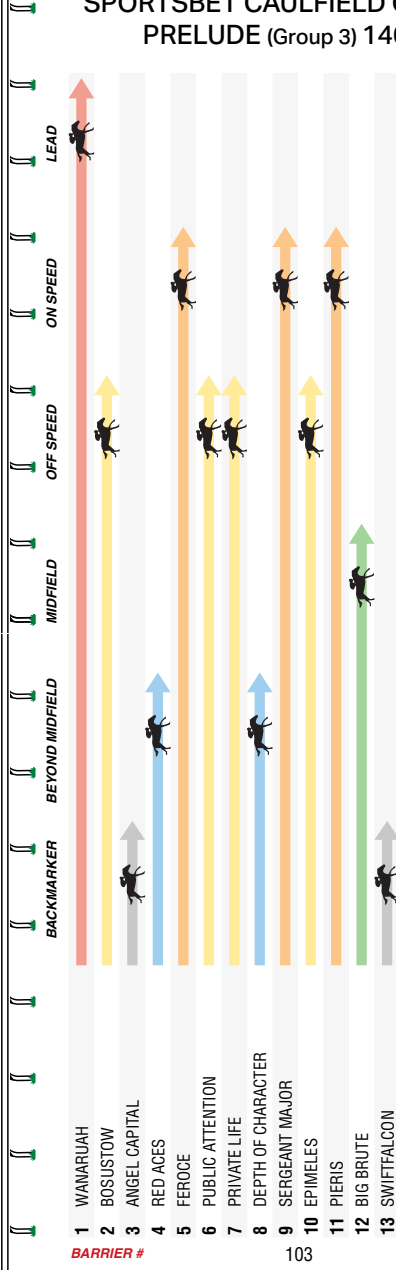 SPORTSBET CAULFIELD
PRELUDE (Group 3) 140
LEAD
ON SPEED
OFF SPEED
MIDFIELD
BEYOND MIDFIELD
BACKMARKER
1 WANARUAH
2 BOSUSTOW
3 ANGEL CAPITAL
4 RED ACES
5 FEROCE
6 PUBLIC ATTENTION
7 PRIVATE LIFE
8 DEPTH OF CHARACTER
9 SERGEANT MAJOR
10 EPIMELES
11 PIERIS
12 BIG BRUTE
13 SWIFTFALCON
BARRIER #
103